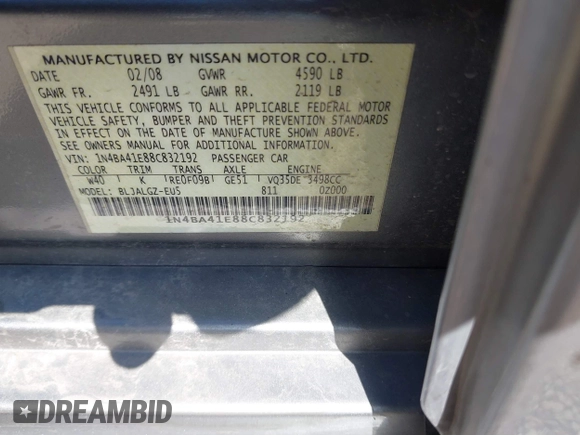 MANUFACTURED BY NISSAN MOTOR CO., LTD.
DATE 02/08 GVWR 4590 LB
GAWR FR. 2491 LB GAWR RR. 2119 LB
THIS VEHICLE CONFORMS TO ALL APPLICABLE FEDERAL MOTOR
VEHICLE SAFETY, BUMPER AND THEFT PREVENTION STANDARDS
IN EFFECT ON THE DATE OF MANUFACTURE SHOWN ABOVE.
OWNERS MANUAL FOR ADDITIONAL INFORMATION.
VIN: 1N4BA41E88C832192 PASSENGER CAR
COLOR TRIM TRANS AXLE ENGINE
W40 K RE0F09B GE51 VQ35DE 3498CC
MODEL: BLJALGZ-EUS 811 0Z000
1N4BA41E88C832192
DREAMBID